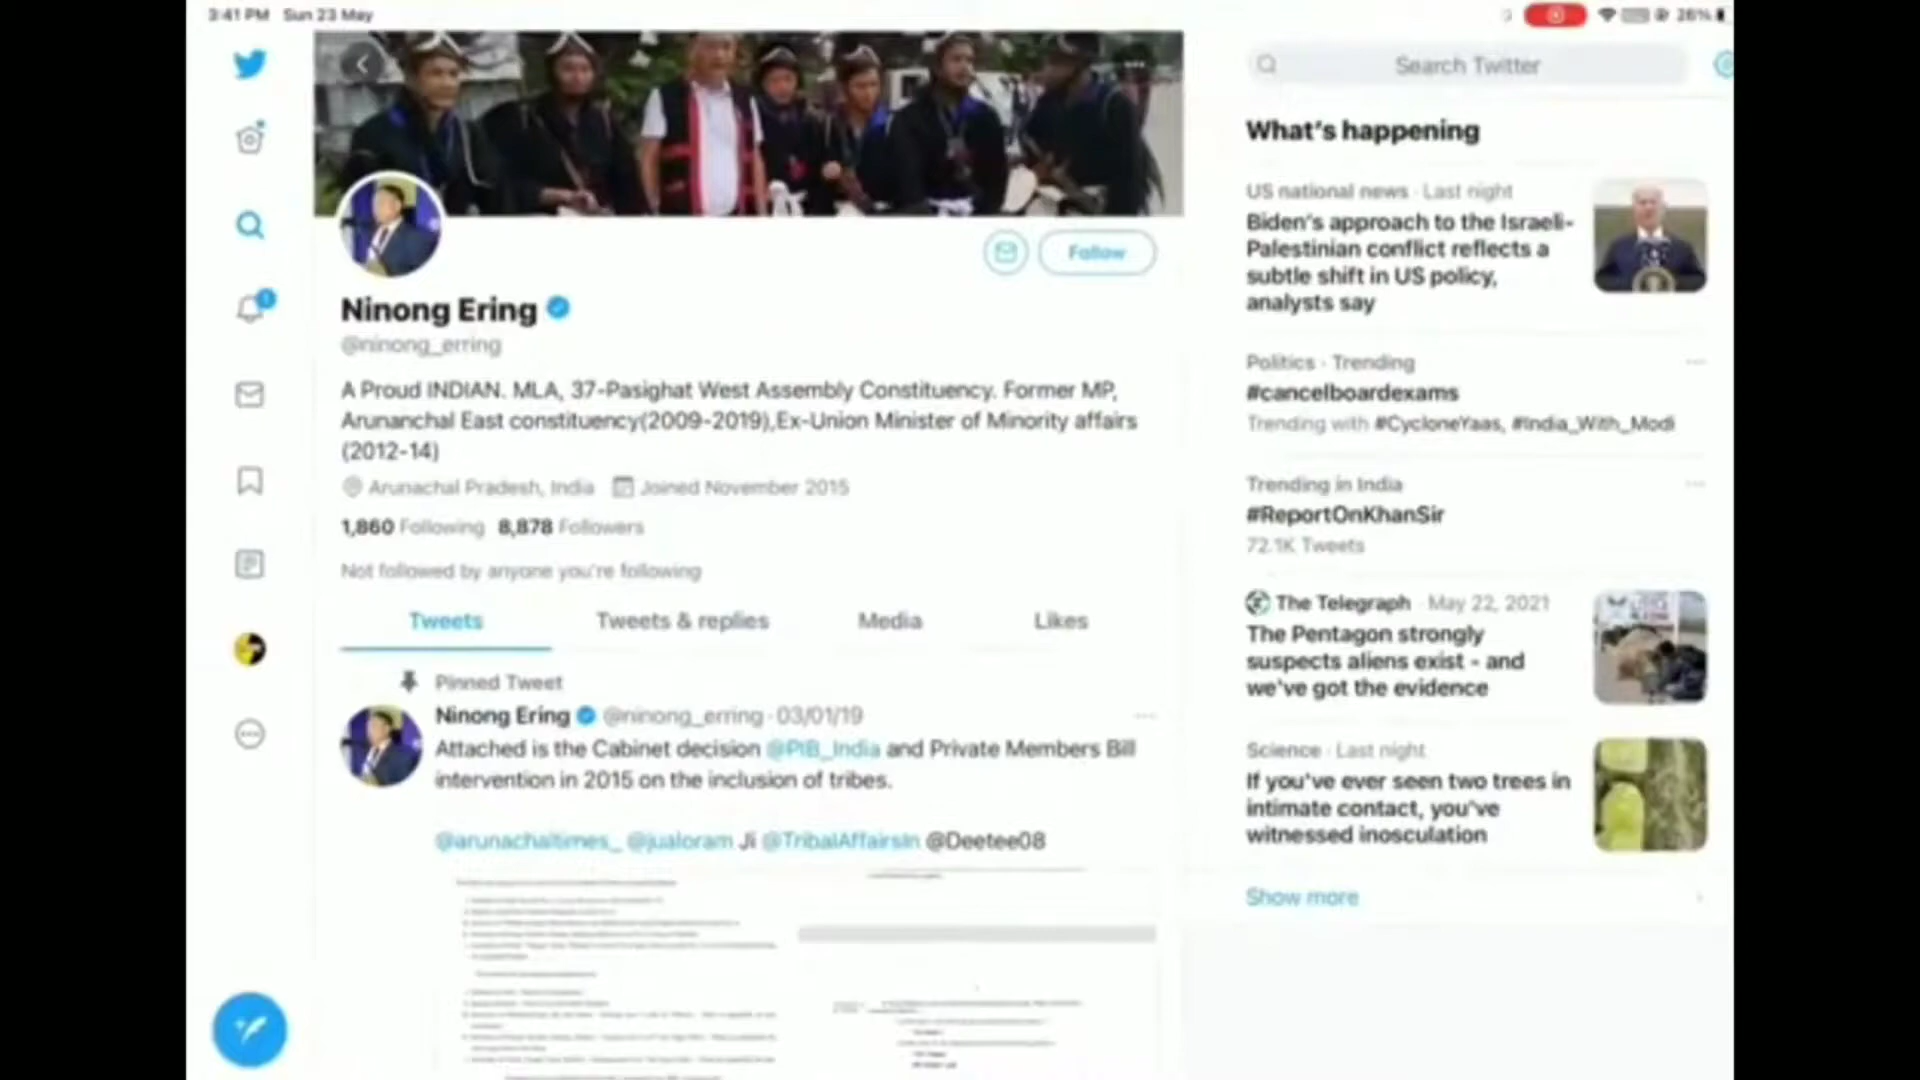 3:41 PM Sun 23 May
26%
Search Twitter
Follow
Ninong Ering
@ninong_erring
A Proud INDIAN. MLA, 37-Pasighat West Assembly Constituency. Former MP,
Arunanchal East constituency(2009-2019),Ex-Union Minister of Minority affairs
(2012-14)
Arunachal Pradesh, India Joined November 2015
1,860 Following 8,878 Followers
Not followed by anyone you're following
Tweets Tweets & replies Media Likes
Pinned Tweet
Ninong Ering @ninong_erring · 03/01/19
Attached is the Cabinet decision @PIB_India and Private Members Bill
intervention in 2015 on the inclusion of tribes.
@arunachaltimes_ @jualoram Ji @TribalAffairsIn @Deetee08
What's happening
US national news · Last night
Biden's approach to the Israeli-
Palestinian conflict reflects a
subtle shift in US policy,
analysts say
Politics · Trending
#cancelboardexams
Trending with #CycloneYaas, #India_With_Modi
Trending in India
#ReportOnKhanSir
72.1K Tweets
The Telegraph · May 22, 2021
The Pentagon strongly
suspects aliens exist - and
we've got the evidence
Science · Last night
If you've ever seen two trees in
intimate contact, you've
witnessed inosculation
Show more